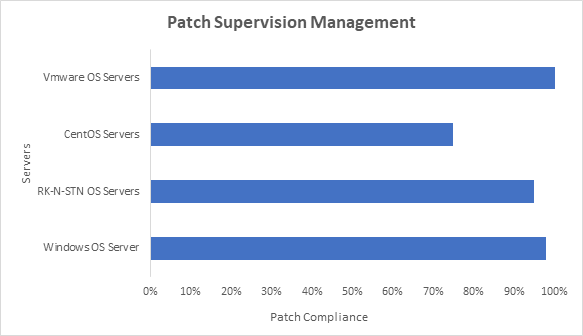 Patch Supervision Management
Vmware OS Servers
CentOS Servers
RK-N-STN OS Servers
Windows OS Server
Servers
0% 10% 20% 30% 40% 50% 60% 70% 80% 90% 100%
Patch Compliance